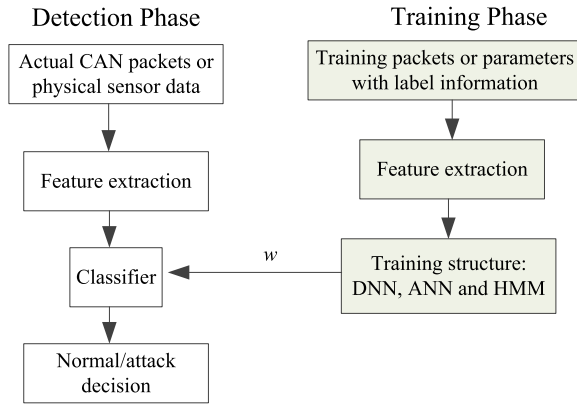 Detection Phase
Actual CAN packets or
physical sensor data
Feature extraction
Classifier
Normal/attack
decision
Training Phase
Training packets or parameters
with label information
Feature extraction
Training structure:
DNN, ANN and HMM
w